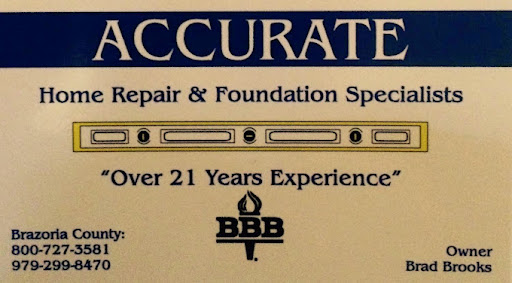 ACCURATE
Home Repair & Foundation Specialists
"Over 21 Years Experience"
BBB
Brazoria County:
800-727-3581
979-299-8470
Owner
Brad Brooks